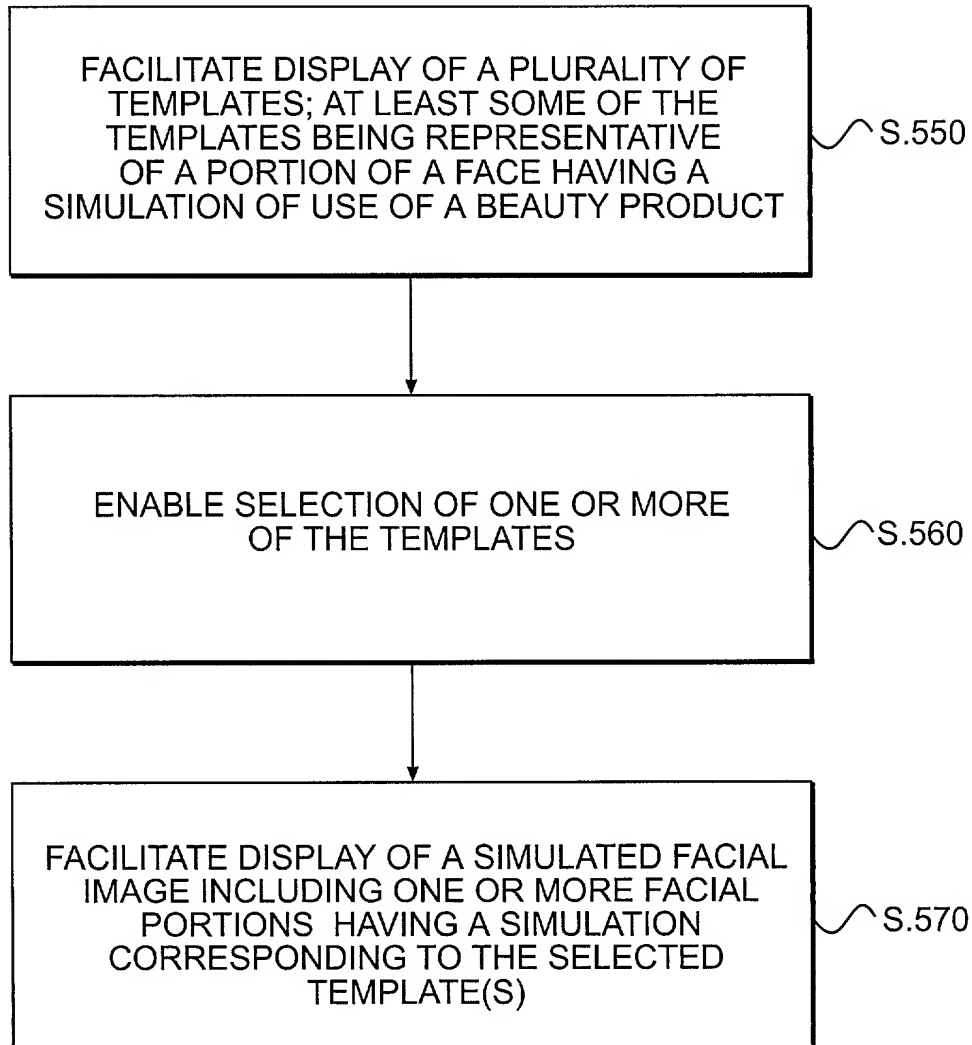 FACILITATE DISPLAY OF A PLURALITY OF
TEMPLATES; AT LEAST SOME OF THE
TEMPLATES BEING REPRESENTATIVE
OF A PORTION OF A FACE HAVING A
SIMULATION OF USE OF A BEAUTY PRODUCT
S.550
ENABLE SELECTION OF ONE OR MORE
OF THE TEMPLATES
S.560
FACILITATE DISPLAY OF A SIMULATED FACIAL
IMAGE INCLUDING ONE OR MORE FACIAL
PORTIONS HAVING A SIMULATION
CORRESPONDING TO THE SELECTED
TEMPLATE(S)
S.570